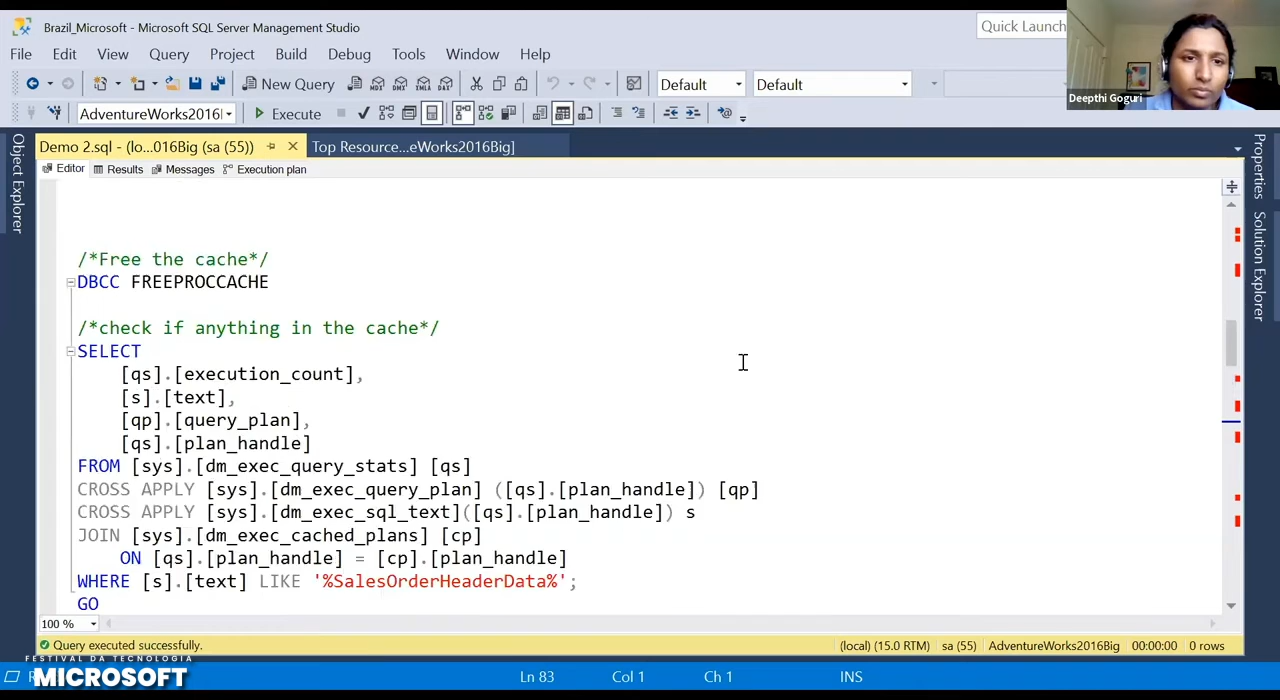 Brazil_Microsoft - Microsoft SQL Server Management Studio
Quick Launch
File Edit View Query Project Build Debug Tools Window Help
New Query Default Default
AdventureWorks2016 Execute
Deepthi Goguri
Demo 2.sql - (lo...016Big (sa (55)) Top Resource...eWorks2016Big]
Editor Results Messages Execution plan
Object Explorer
Properties
Solution Explorer
/*Free the cache*/
DBCC FREEPROCCACHE
/*check if anything in the cache*/
SELECT
[qs].[execution_count],
[s].[text],
[qp].[query_plan],
[qs].[plan_handle]
FROM [sys].[dm_exec_query_stats] [qs]
CROSS APPLY [sys].[dm_exec_query_plan] ([qs].[plan_handle]) [qp]
CROSS APPLY [sys].[dm_exec_sql_text]([qs].[plan_handle]) s
JOIN [sys].[dm_exec_cached_plans] [cp]
ON [qs].[plan_handle] = [cp].[plan_handle]
WHERE [s].[text] LIKE '%SalesOrderHeaderData%';
GO
100 %
Query executed successfully. (local) (15.0 RTM) sa (55) AdventureWorks2016Big 00:00:00 0 rows
FESTIVAL DA TECNOLOGIA
MICROSOFT
Ln 83 Col 1 Ch 1 INS